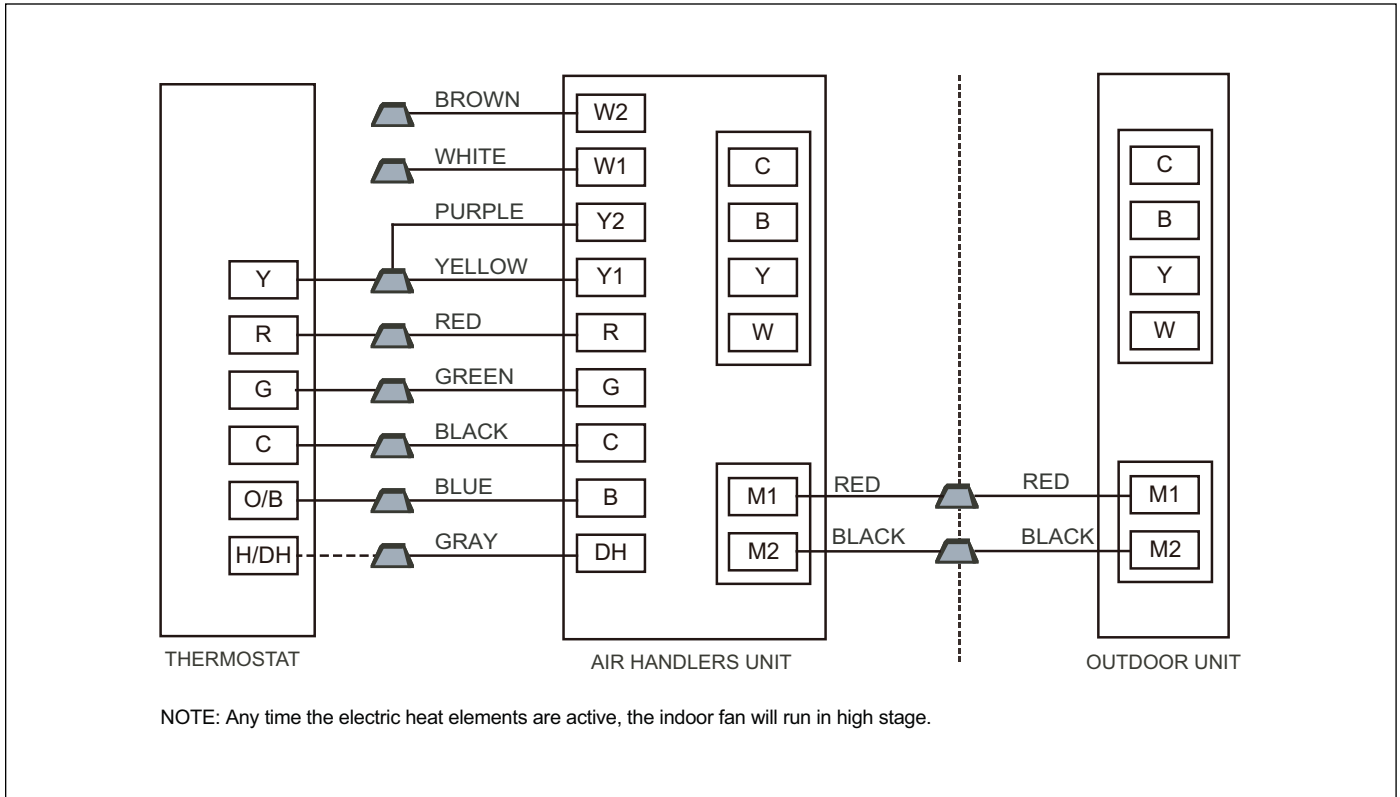 BROWN
W2
WHITE
W1
C
C
PURPLE
Y2
B
B
Y
YELLOW
Y1
Y
Y
R
RED
R
W
W
G
GREEN
G
C
BLACK
C
O/B
BLUE
B
M1
RED
RED
M1
H/DH
GRAY
DH
M2
BLACK
BLACK
M2
THERMOSTAT
AIR HANDLERS UNIT
OUTDOOR UNIT
NOTE: Any time the electric heat elements are active, the indoor fan will run in high stage.